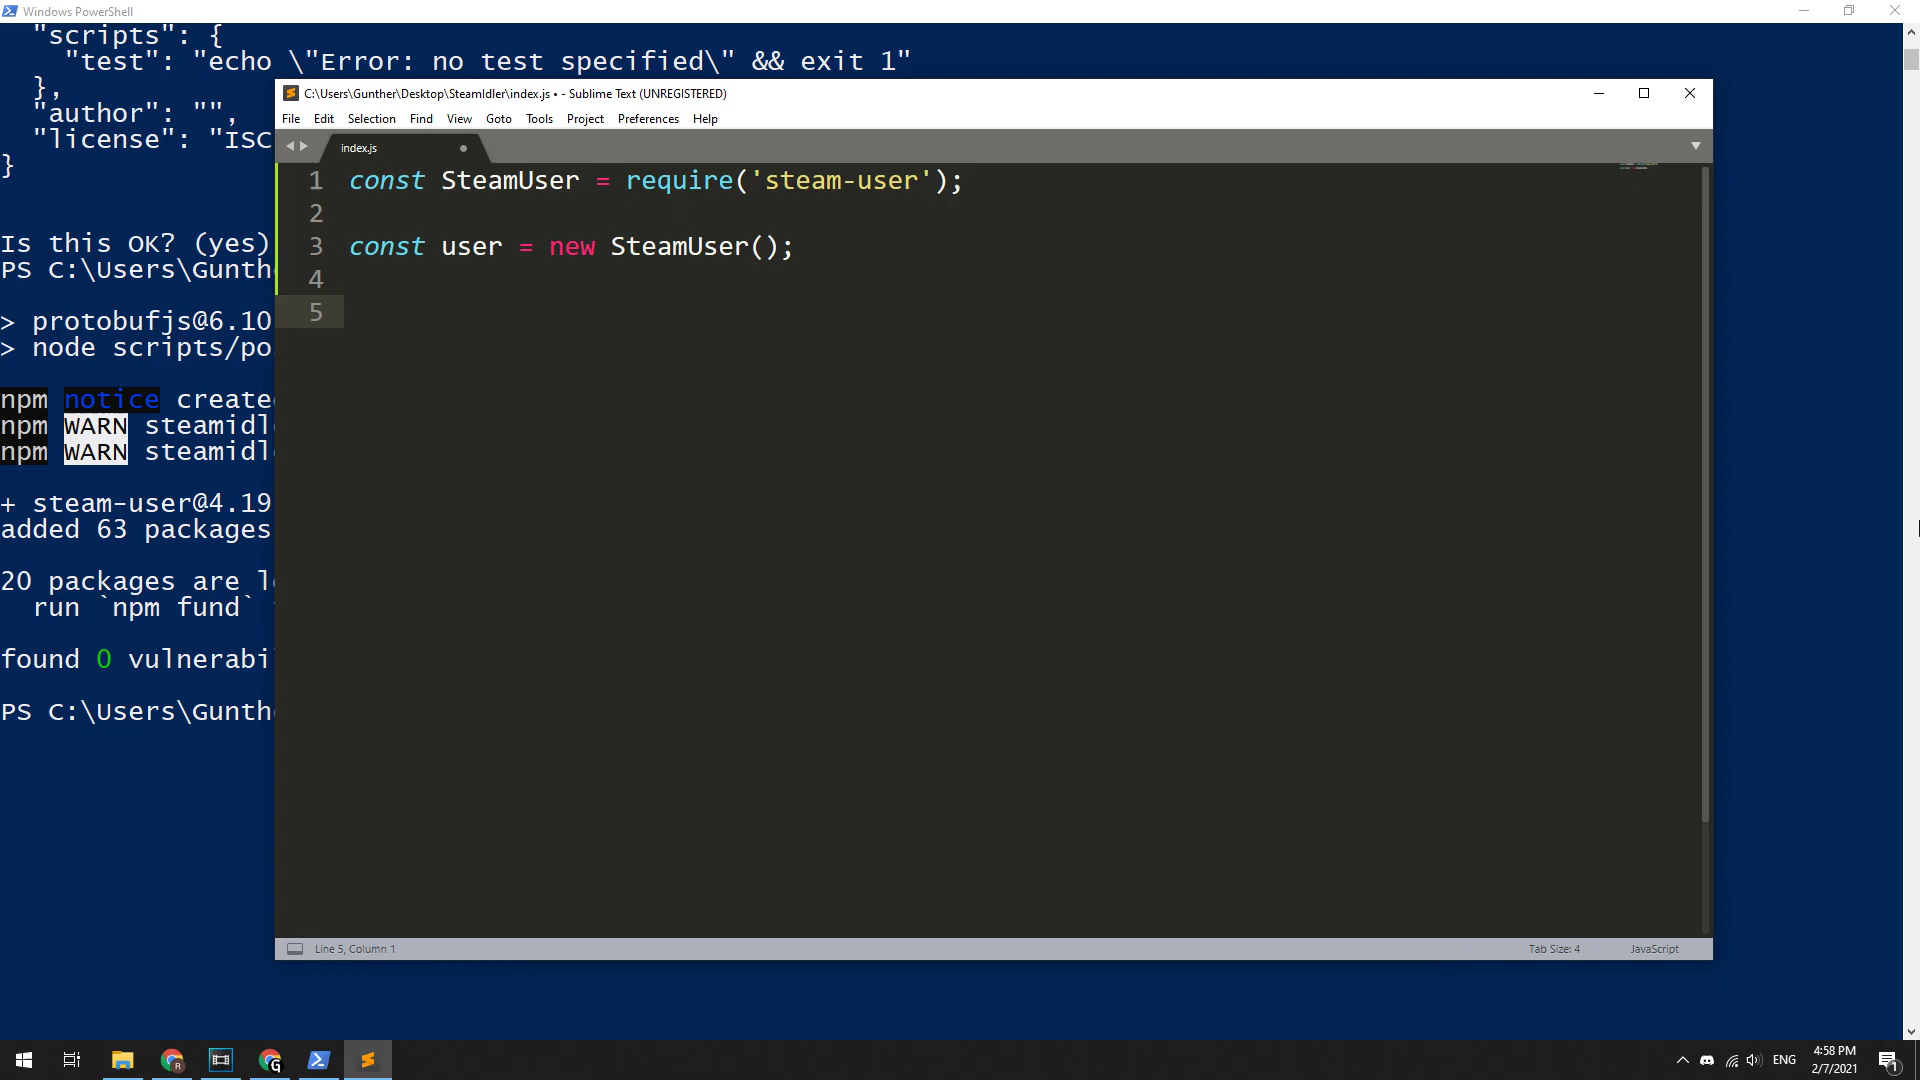 Windows PowerShell
"scripts": {
"test": "echo \"Error: no test specified\" && exit 1"
},
"author": "",
"license": "ISC
}
Is this OK? (yes)
PS C:\Users\Gunth
> protobufjs@6.10
> node scripts/po
npm notice create
npm WARN steamidl
npm WARN steamidl
+ steam-user@4.19
added 63 packages
20 packages are l
run `npm fund`
found 0 vulnerabi
PS C:\Users\Gunth
C:\Users\Gunther\Desktop\SteamIdler\index.js • - Sublime Text (UNREGISTERED)
File Edit Selection Find View Goto Tools Project Preferences Help
index.js
1 const SteamUser = require('steam-user');
2
3 const user = new SteamUser();
4
5
Line 5, Column 1
Tab Size: 4
JavaScript
R
G
ENG
4:58 PM
2/7/2021
1